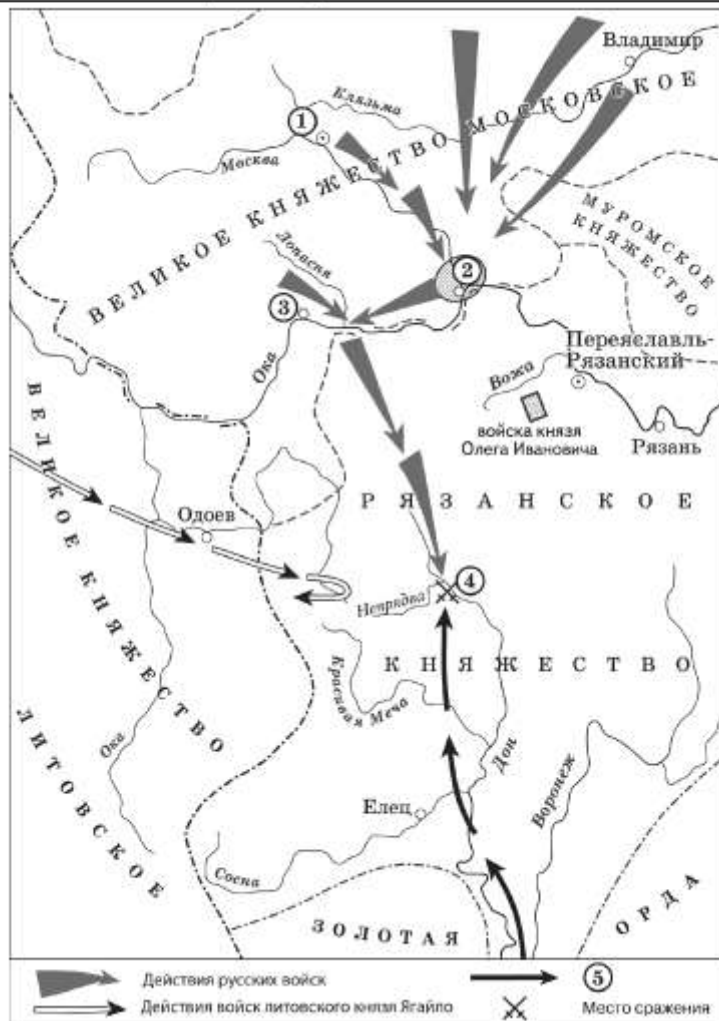 Владимир
Клязьма
1
Москва
ВЕЛИКОЕ КНЯЖЕСТВО МОСКОВСКОЕ
МУРОМСКОЕ
КНЯЖЕСТВО
Лопасня
2
3
Ока
Переяславль-
Рязанский
Вожа
войска князя
Олега Ивановича
Рязань
РЯЗАНСКОЕ
Одоев
4
Непрядва
КНЯЖЕСТВО
Красивая Меча
ВЕЛИКОЕ КНЯЖЕСТВО
ЛИТОВСКОЕ
Ока
Дон
Воронеж
Елец
Сосна
ЗОЛОТАЯ
ОРДА
Действия русских войск
5
Действия войск литовского князя Ягайло
Место сражения